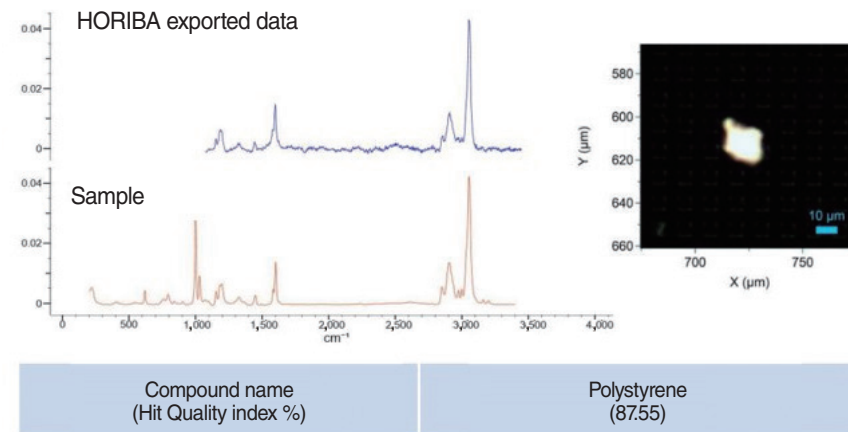 HORIBA exported data
0.04
0.02
0
Sample
0.04
0.02
0
0 500 1,000 1,500 2,000 2,500 3,000 3,500 4,000
cm⁻¹
580
600
620
640
660
Y (µm)
10 µm
700 750
X (µm)
Compound name
(Hit Quality index %)
Polystyrene
(87.55)